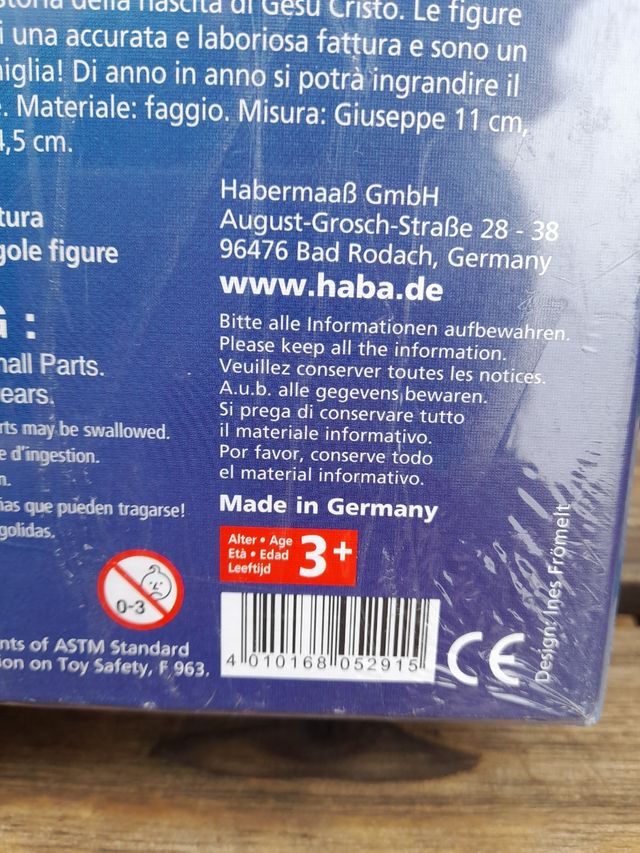 storia della nascita di Gesù Cristo. Le figure
i una accurata e laboriosa fattura e sono un
niglia! Di anno in anno si potrà ingrandire il
e. Materiale: faggio. Misura: Giuseppe 11 cm,
4,5 cm.
Habermaaß GmbH
August-Grosch-Straße 28 - 38
96476 Bad Rodach, Germany
www.haba.de
Bitte alle Informationen aufbewahren.
Please keep all the information.
Veuillez conserver toutes les notices.
A.u.b. alle gegevens bewaren.
Si prega di conservare tutto
il materiale informativo.
Por favor, conserve todo
el material informativo.
Made in Germany
Alter • Age
Età • Edad
Leeftijd
3+
4 010168 052915
CE
Design: Ines Frömelt
tura
gole figure
G :
mall Parts.
ears.
rts may be swallowed.
e d'ingestion.
n.
ñas que pueden tragarse!
golidas.
0-3
nts of ASTM Standard
ion on Toy Safety, F 963.